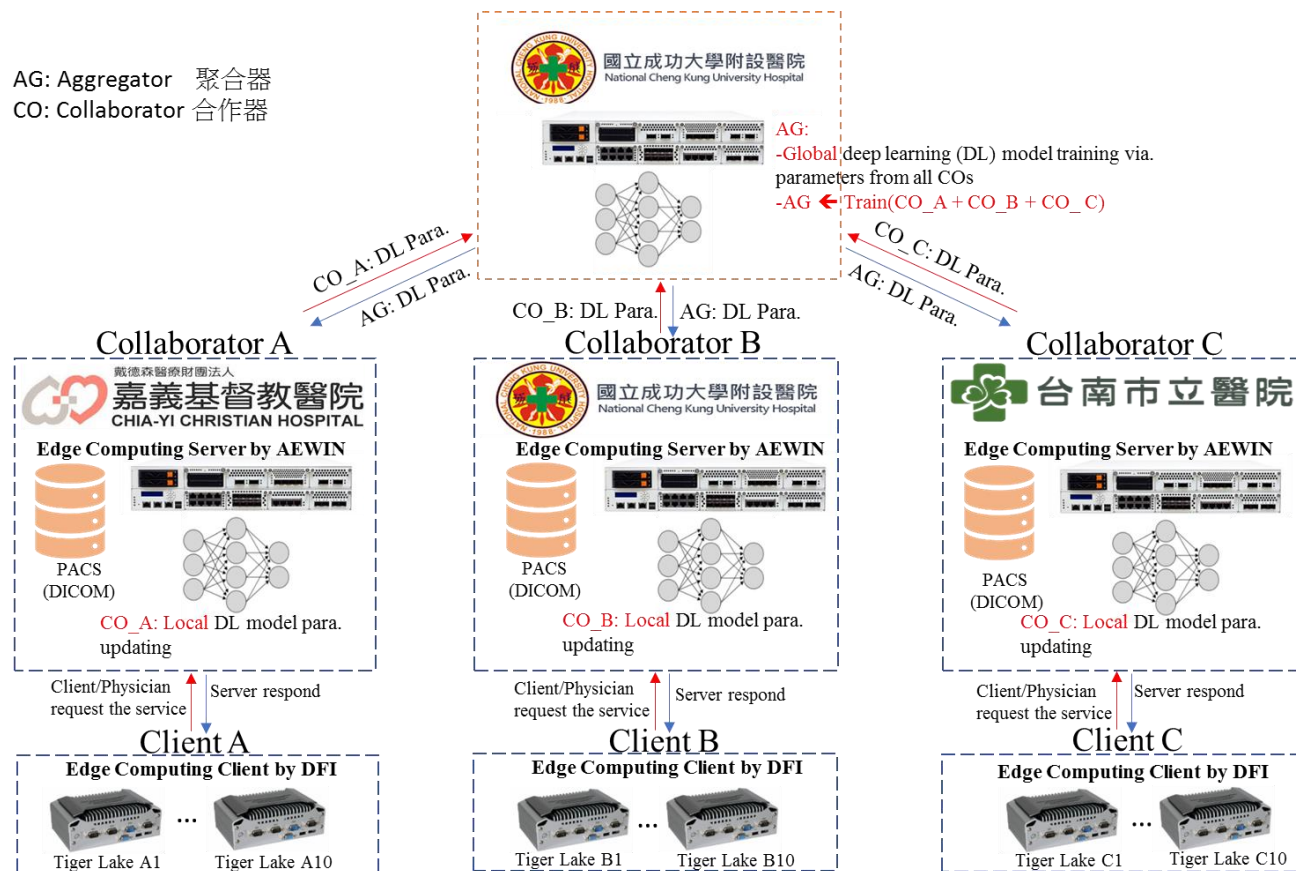 AG: Aggregator 聚合器
CO: Collaborator 合作器
國立成功大學附設醫院
National Cheng Kung University Hospital
1988
AG:
-Global deep learning (DL) model training via.
parameters from all COs
-AG ← Train(CO_A + CO_B + CO_ C)
CO_A: DL Para.
AG: DL Para.
CO_B: DL Para.
AG: DL Para.
CO_C: DL Para.
AG: DL Para.
Collaborator A
戴德森醫療財團法人
嘉義基督教醫院
CHIA-YI CHRISTIAN HOSPITAL
Edge Computing Server by AEWIN
PACS
(DICOM)
CO_A: Local DL model para.
updating
Client/Physician
request the service
Server respond
Client A
Edge Computing Client by DFI
...
Tiger Lake A1
Tiger Lake A10
Collaborator B
國立成功大學附設醫院
National Cheng Kung University Hospital
Edge Computing Server by AEWIN
PACS
(DICOM)
CO_B: Local DL model para.
updating
Client/Physician
request the service
Server respond
Client B
Edge Computing Client by DFI
...
Tiger Lake B1
Tiger Lake B10
Collaborator C
台南市立醫院
Edge Computing Server by AEWIN
PACS
(DICOM)
CO_C: Local DL model para.
updating
Client/Physician
request the service
Server respond
Client C
Edge Computing Client by DFI
...
Tiger Lake C1
Tiger Lake C10